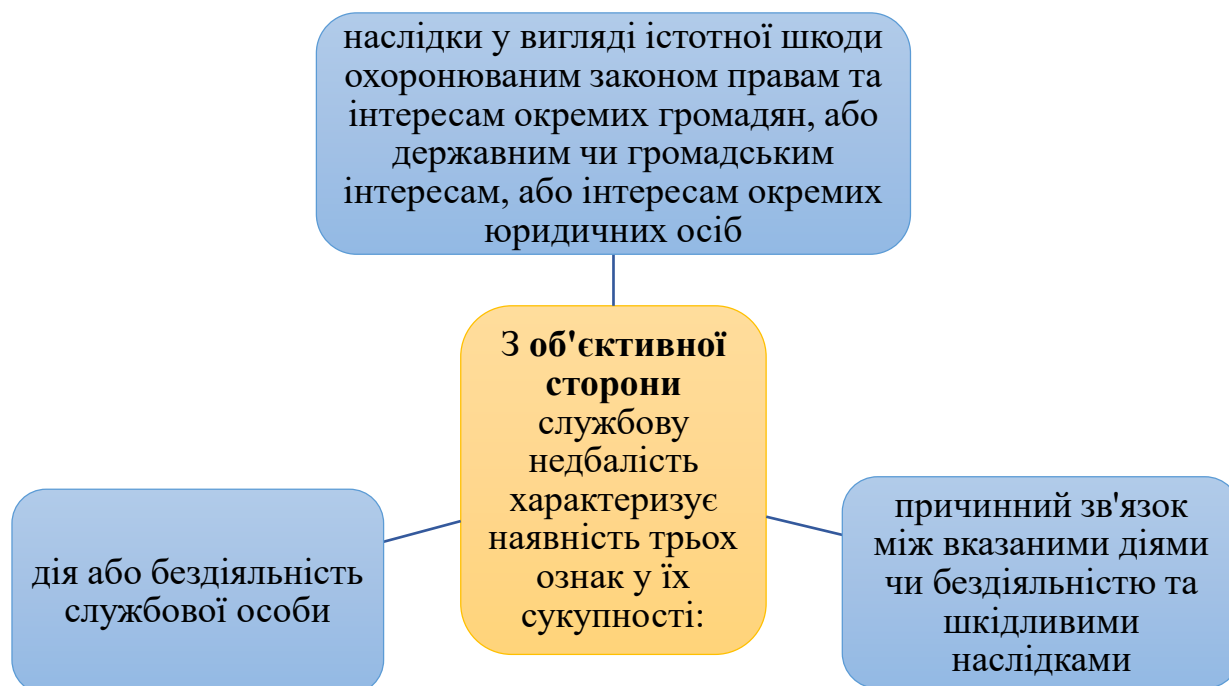 наслідки у вигляді істотної шкоди
охоронюваним законом правам та
інтересам окремих громадян, або
державним чи громадським
інтересам, або інтересам окремих
юридичних осіб
З об'єктивної
сторони
службову
недбалість
характеризує
наявність трьох
ознак у їх
сукупності:
дія або бездіяльність
службової особи
причинний зв'язок
між вказаними діями
чи бездіяльністю та
шкідливими
наслідками